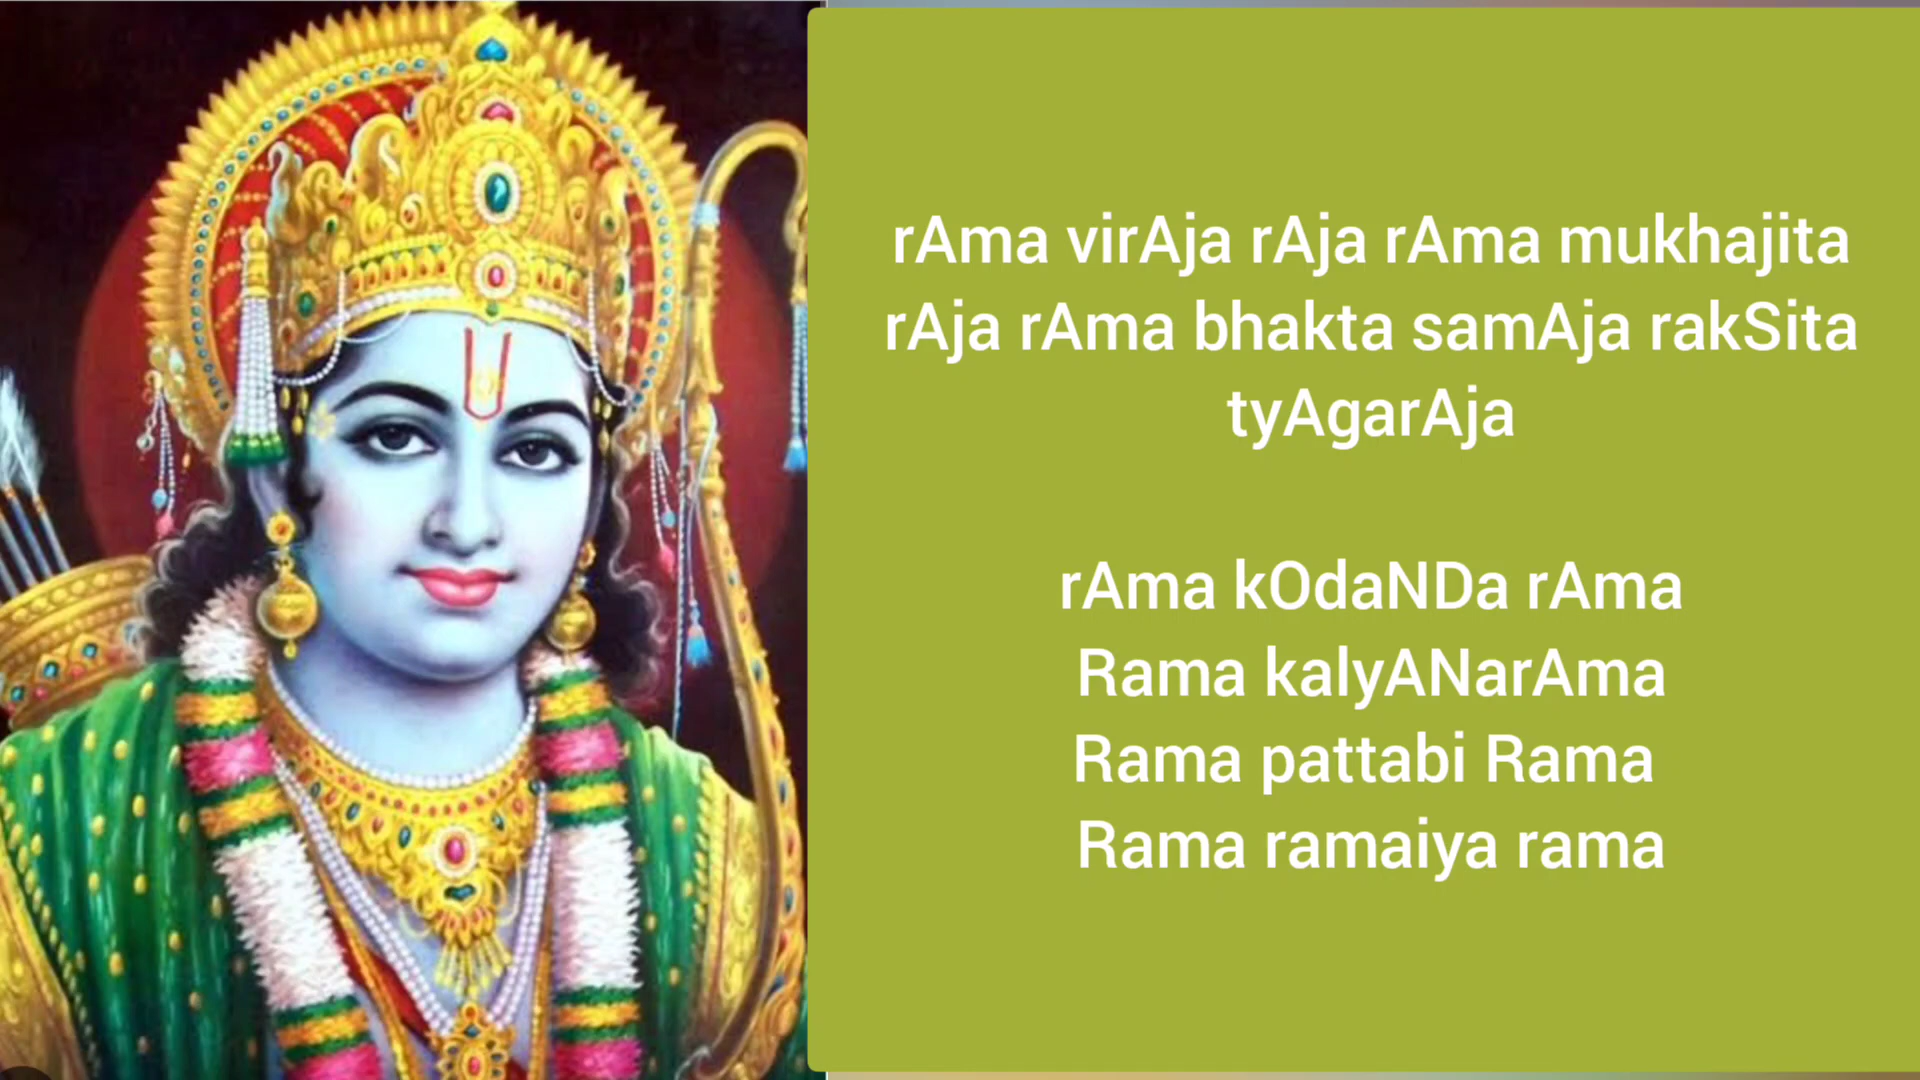 rAma virAja rAja rAma mukhajita
rAja rAma bhakta samAja rakSita
tyAgarAja
rAma kOdaNDa rAma
Rama kalyANarAma
Rama pattabi Rama
Rama ramaiya rama